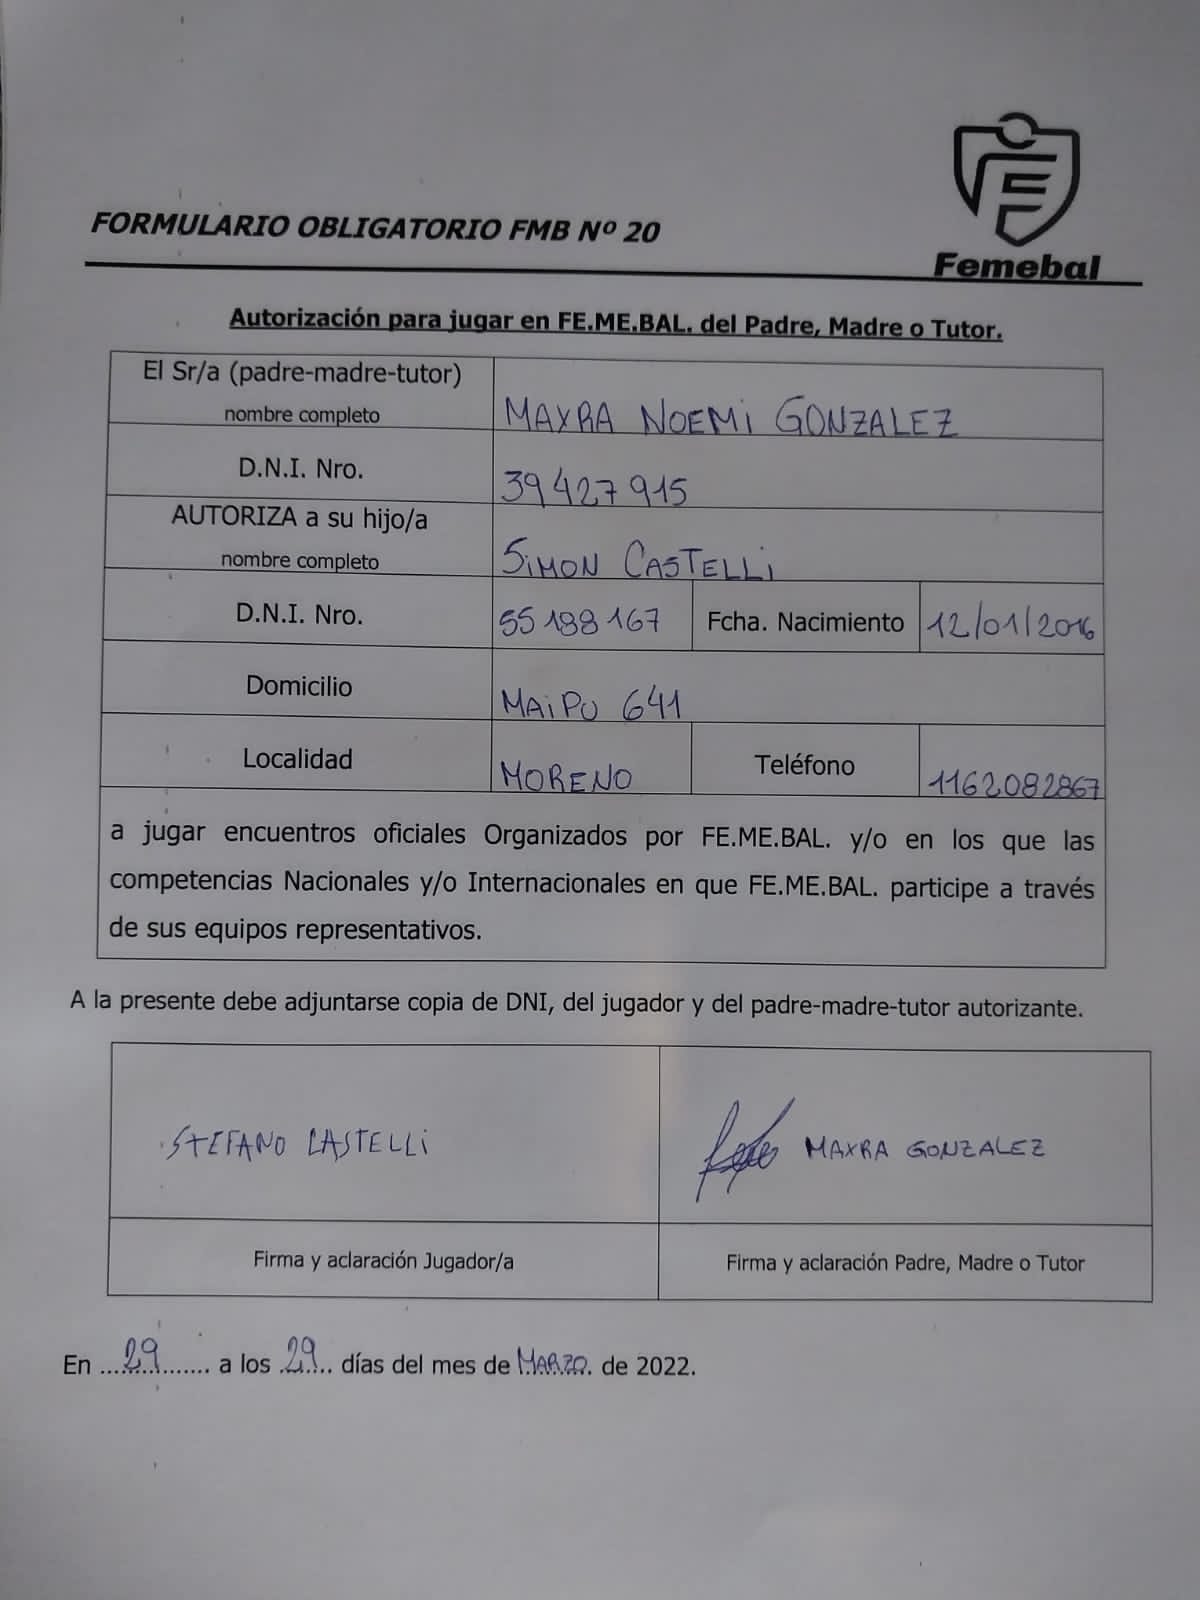 FORMULARIO OBLIGATORIO FMB Nº 20
Femebal
Autorización para jugar en FE.ME.BAL. del Padre, Madre o Tutor.
El Sr/a (padre-madre-tutor)
nombre completo
MAYRA NOEMI GONZALEZ
D.N.I. Nro.
39427915
AUTORIZA a su hijo/a
nombre completo
SIMON CASTELLI
D.N.I. Nro.
55 188 167
Fcha. Nacimiento
12/01/2016
Domicilio
MAIPU 641
Localidad
MORENO
Teléfono
1162082867
a jugar encuentros oficiales Organizados por FE.ME.BAL. y/o en los que las
competencias Nacionales y/o Internacionales en que FE.ME.BAL. participe a través
de sus equipos representativos.
A la presente debe adjuntarse copia de DNI, del jugador y del padre-madre-tutor autorizante.
STEFANO CASTELLI
MAYRA GONZALEZ
Firma y aclaración Jugador/a
Firma y aclaración Padre, Madre o Tutor
En ...29........ a los .29... días del mes de MARZO. de 2022.